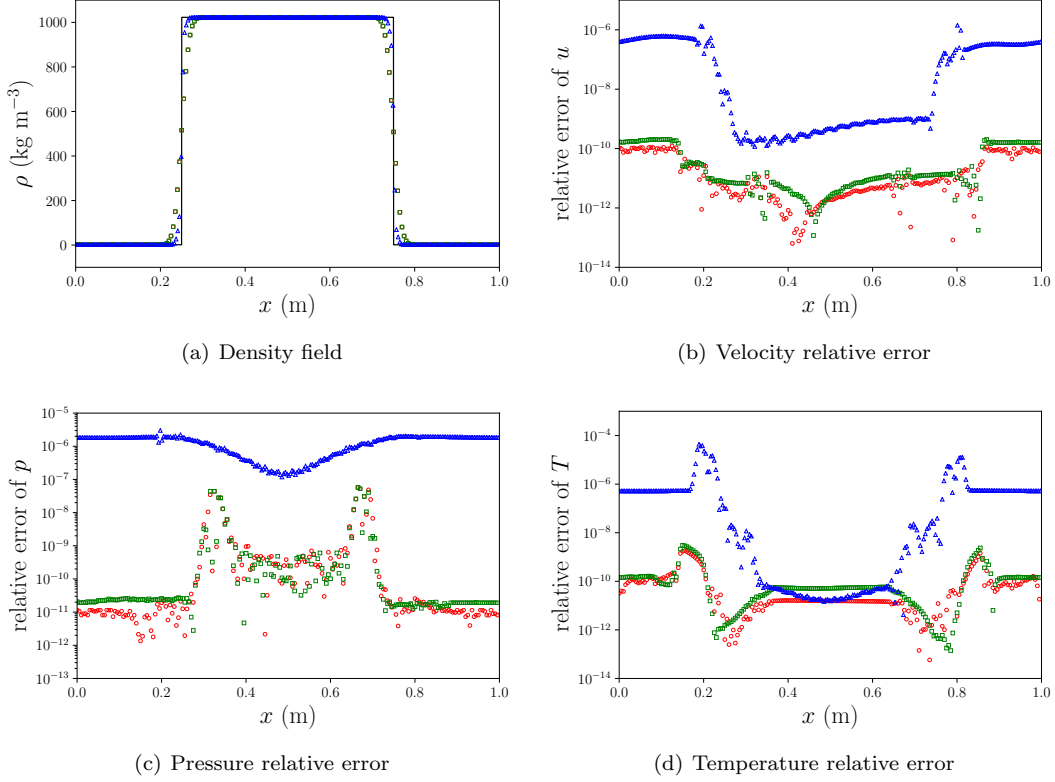 1000
800
600
400
200
0
ρ (kg m⁻³)
0.0 0.2 0.4 0.6 0.8 1.0
x (m)
(a) Density field
10⁻⁶
10⁻⁸
10⁻¹⁰
10⁻¹²
10⁻¹⁴
relative error of u
0.0 0.2 0.4 0.6 0.8 1.0
x (m)
(b) Velocity relative error
10⁻⁵
10⁻⁶
10⁻⁷
10⁻⁸
10⁻⁹
10⁻¹⁰
10⁻¹¹
10⁻¹²
10⁻¹³
relative error of p
0.0 0.2 0.4 0.6 0.8 1.0
x (m)
(c) Pressure relative error
10⁻⁴
10⁻⁶
10⁻⁸
10⁻¹⁰
10⁻¹²
10⁻¹⁴
relative error of T
0.0 0.2 0.4 0.6 0.8 1.0
x (m)
(d) Temperature relative error